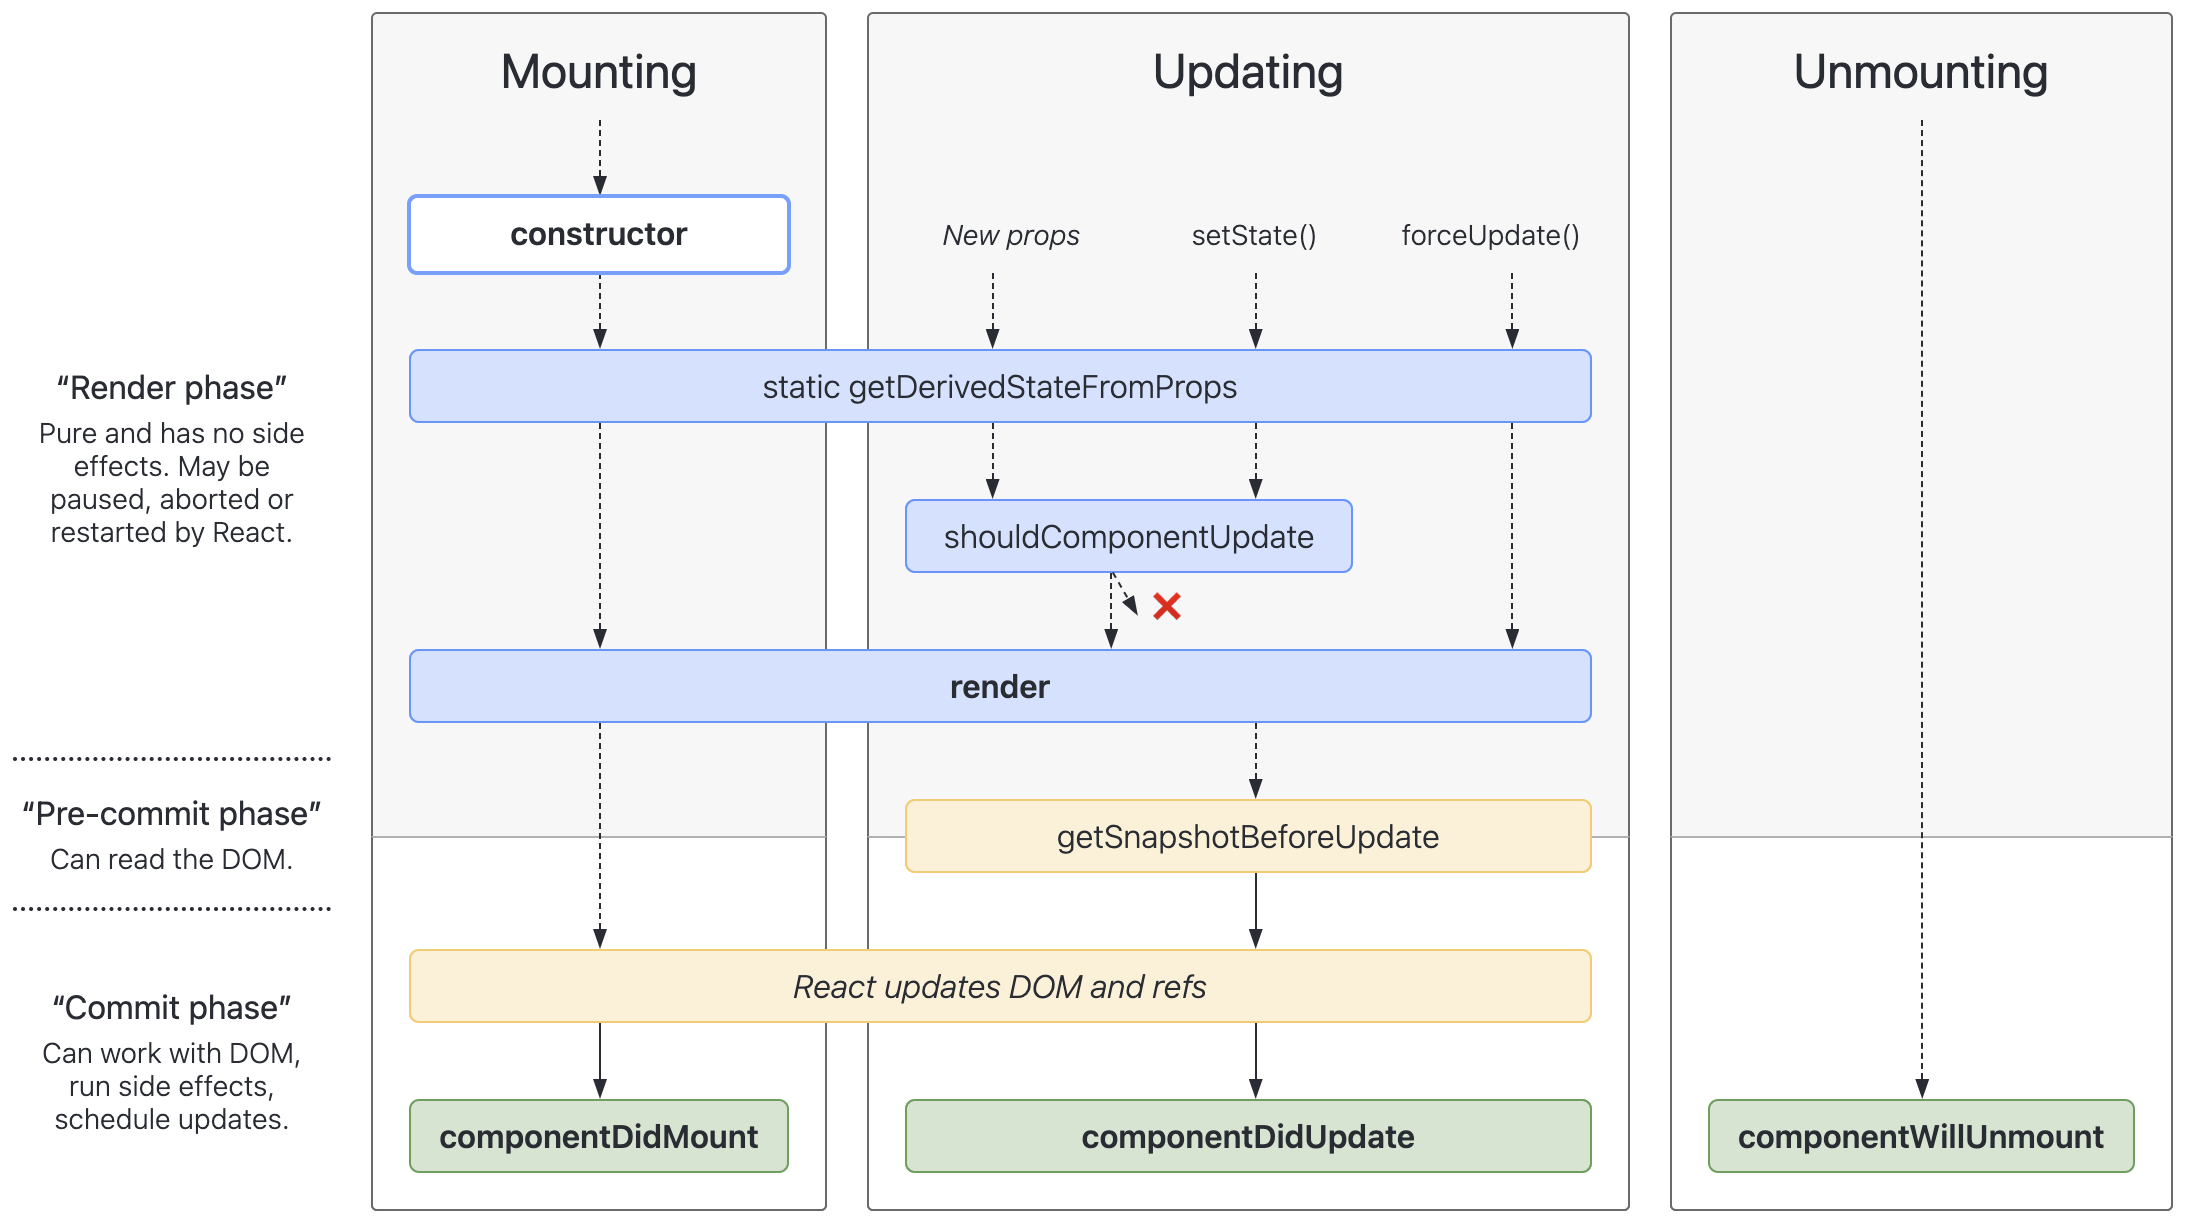 Mounting
Updating
Unmounting
constructor
New props
setState()
forceUpdate()
static getDerivedStateFromProps
“Render phase”
Pure and has no side
effects. May be
paused, aborted or
restarted by React.
shouldComponentUpdate
render
“Pre-commit phase”
Can read the DOM.
getSnapshotBeforeUpdate
React updates DOM and refs
“Commit phase”
Can work with DOM,
run side effects,
schedule updates.
componentDidMount
componentDidUpdate
componentWillUnmount